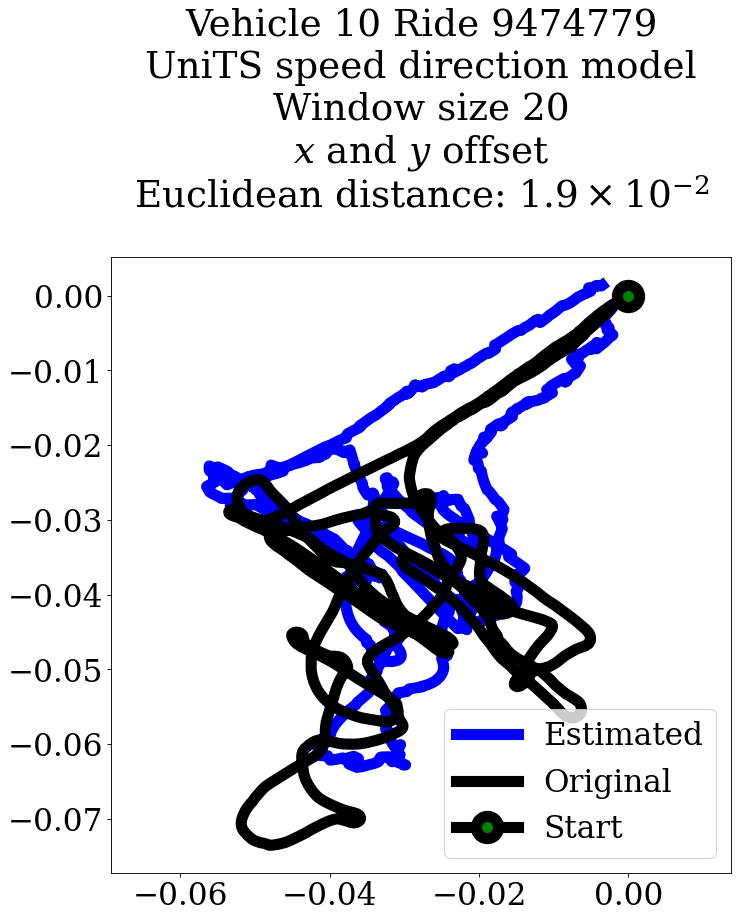 Vehicle 10 Ride 9474779
UniTS speed direction model
Window size 20
x and y offset
Euclidean distance: 1.9 × 10⁻²
0.00
−0.01
−0.02
−0.03
−0.04
−0.05
−0.06
−0.07
Estimated
Original
Start
−0.06 −0.04 −0.02 0.00